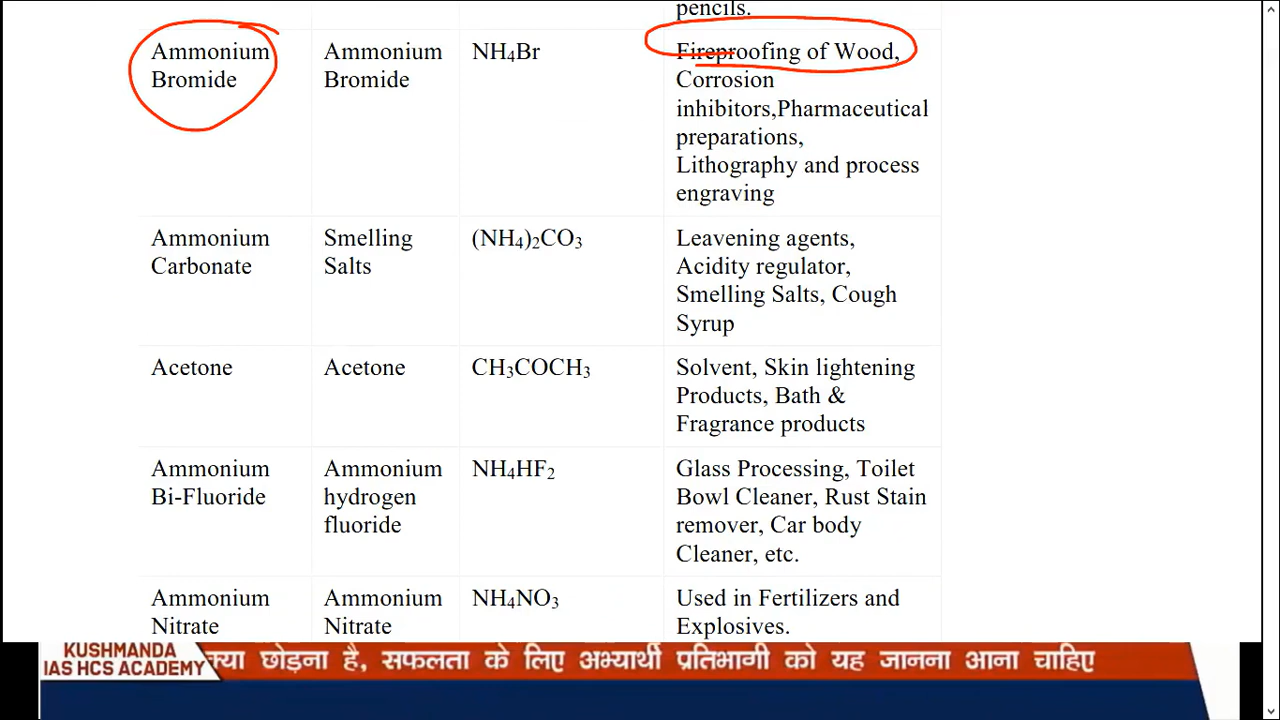 pencils.
Ammonium Bromide
Ammonium Bromide
NH₄Br
Fireproofing of Wood,
Corrosion
inhibitors,Pharmaceutical
preparations,
Lithography and process
engraving
Ammonium Carbonate
Smelling Salts
(NH₄)₂CO₃
Leavening agents,
Acidity regulator,
Smelling Salts, Cough
Syrup
Acetone
Acetone
CH₃COCH₃
Solvent, Skin lightening
Products, Bath &
Fragrance products
Ammonium
Bi-Fluoride
Ammonium
hydrogen
fluoride
NH₄HF₂
Glass Processing, Toilet
Bowl Cleaner, Rust Stain
remover, Car body
Cleaner, etc.
Ammonium
Nitrate
Ammonium
Nitrate
NH₄NO₃
Used in Fertilizers and
Explosives.
KUSHMANDA
IAS HCS ACADEMY
क्या छोड़ना है, सफलता के लिए अभ्यार्थी प्रतिभागी को यह जानना आना चाहिए